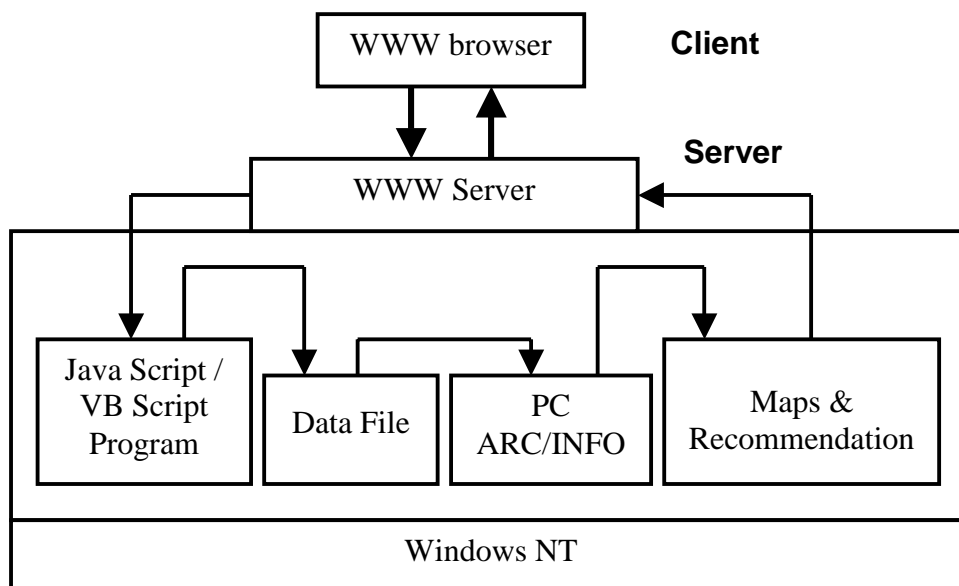 WWW browser
Client
Server
WWW Server
Java Script /
VB Script
Program
Data File
PC
ARC/INFO
Maps &
Recommendation
Windows NT